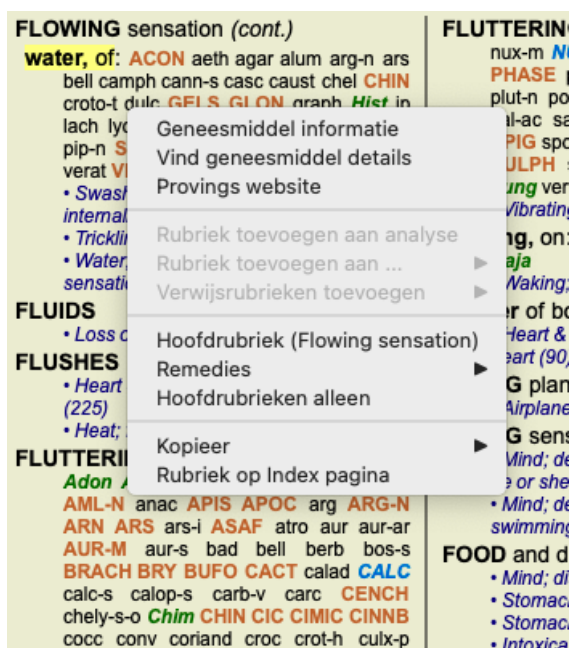 FLOWING sensation (cont.)
water, of: ACON aeth agar alum arg-n ars
bell camph cann-s casc caust chel CHIN
croto-t dulc GELS GLON graph Hist
lach
pip-n
verat
• Swash
internal
• Trickli
• Water
sensati
FLUIDS
• Loss
FLUSHES
• Heart
(225)
• Heat;
FLUTTERI
Adon
AML-N anac APIS APOC arg ARG-N
ARN ARS ars-i ASAF atro aur aur-ar
AUR-M aur-s bad bell berb bos-s
BRACH BRY BUFO CACT calad CALC
calc-s calop-s carb-v carc CENCH
chely-s-o Chim CHIN CIC CIMIC CINNB
cocc conv coriand croc crot-h culx-p
Geneesmiddel informatie
Vind geneesmiddel details
Provings website
Rubriek toevoegen aan analyse
Rubriek toevoegen aan ...
Verwijsrubrieken toevoegen
Hoofdrubriek (Flowing sensation)
Remedies
Hoofdrubrieken alleen
Kopieer
Rubriek op Index pagina
FLUTTERING
nux-m
PHASE
plut-n po
al-ac sa
PIG spo
ULPH
ung ver
Vibrating
ng, on:
aja
Waking;
er of bo
Heart &
eart (90)
G plan
Airplane
G sens
Mind; de
e or she
• Mind; de
swimming
FOOD and d
• Mind; di
• Stomac
• Stomac
• Intoxica